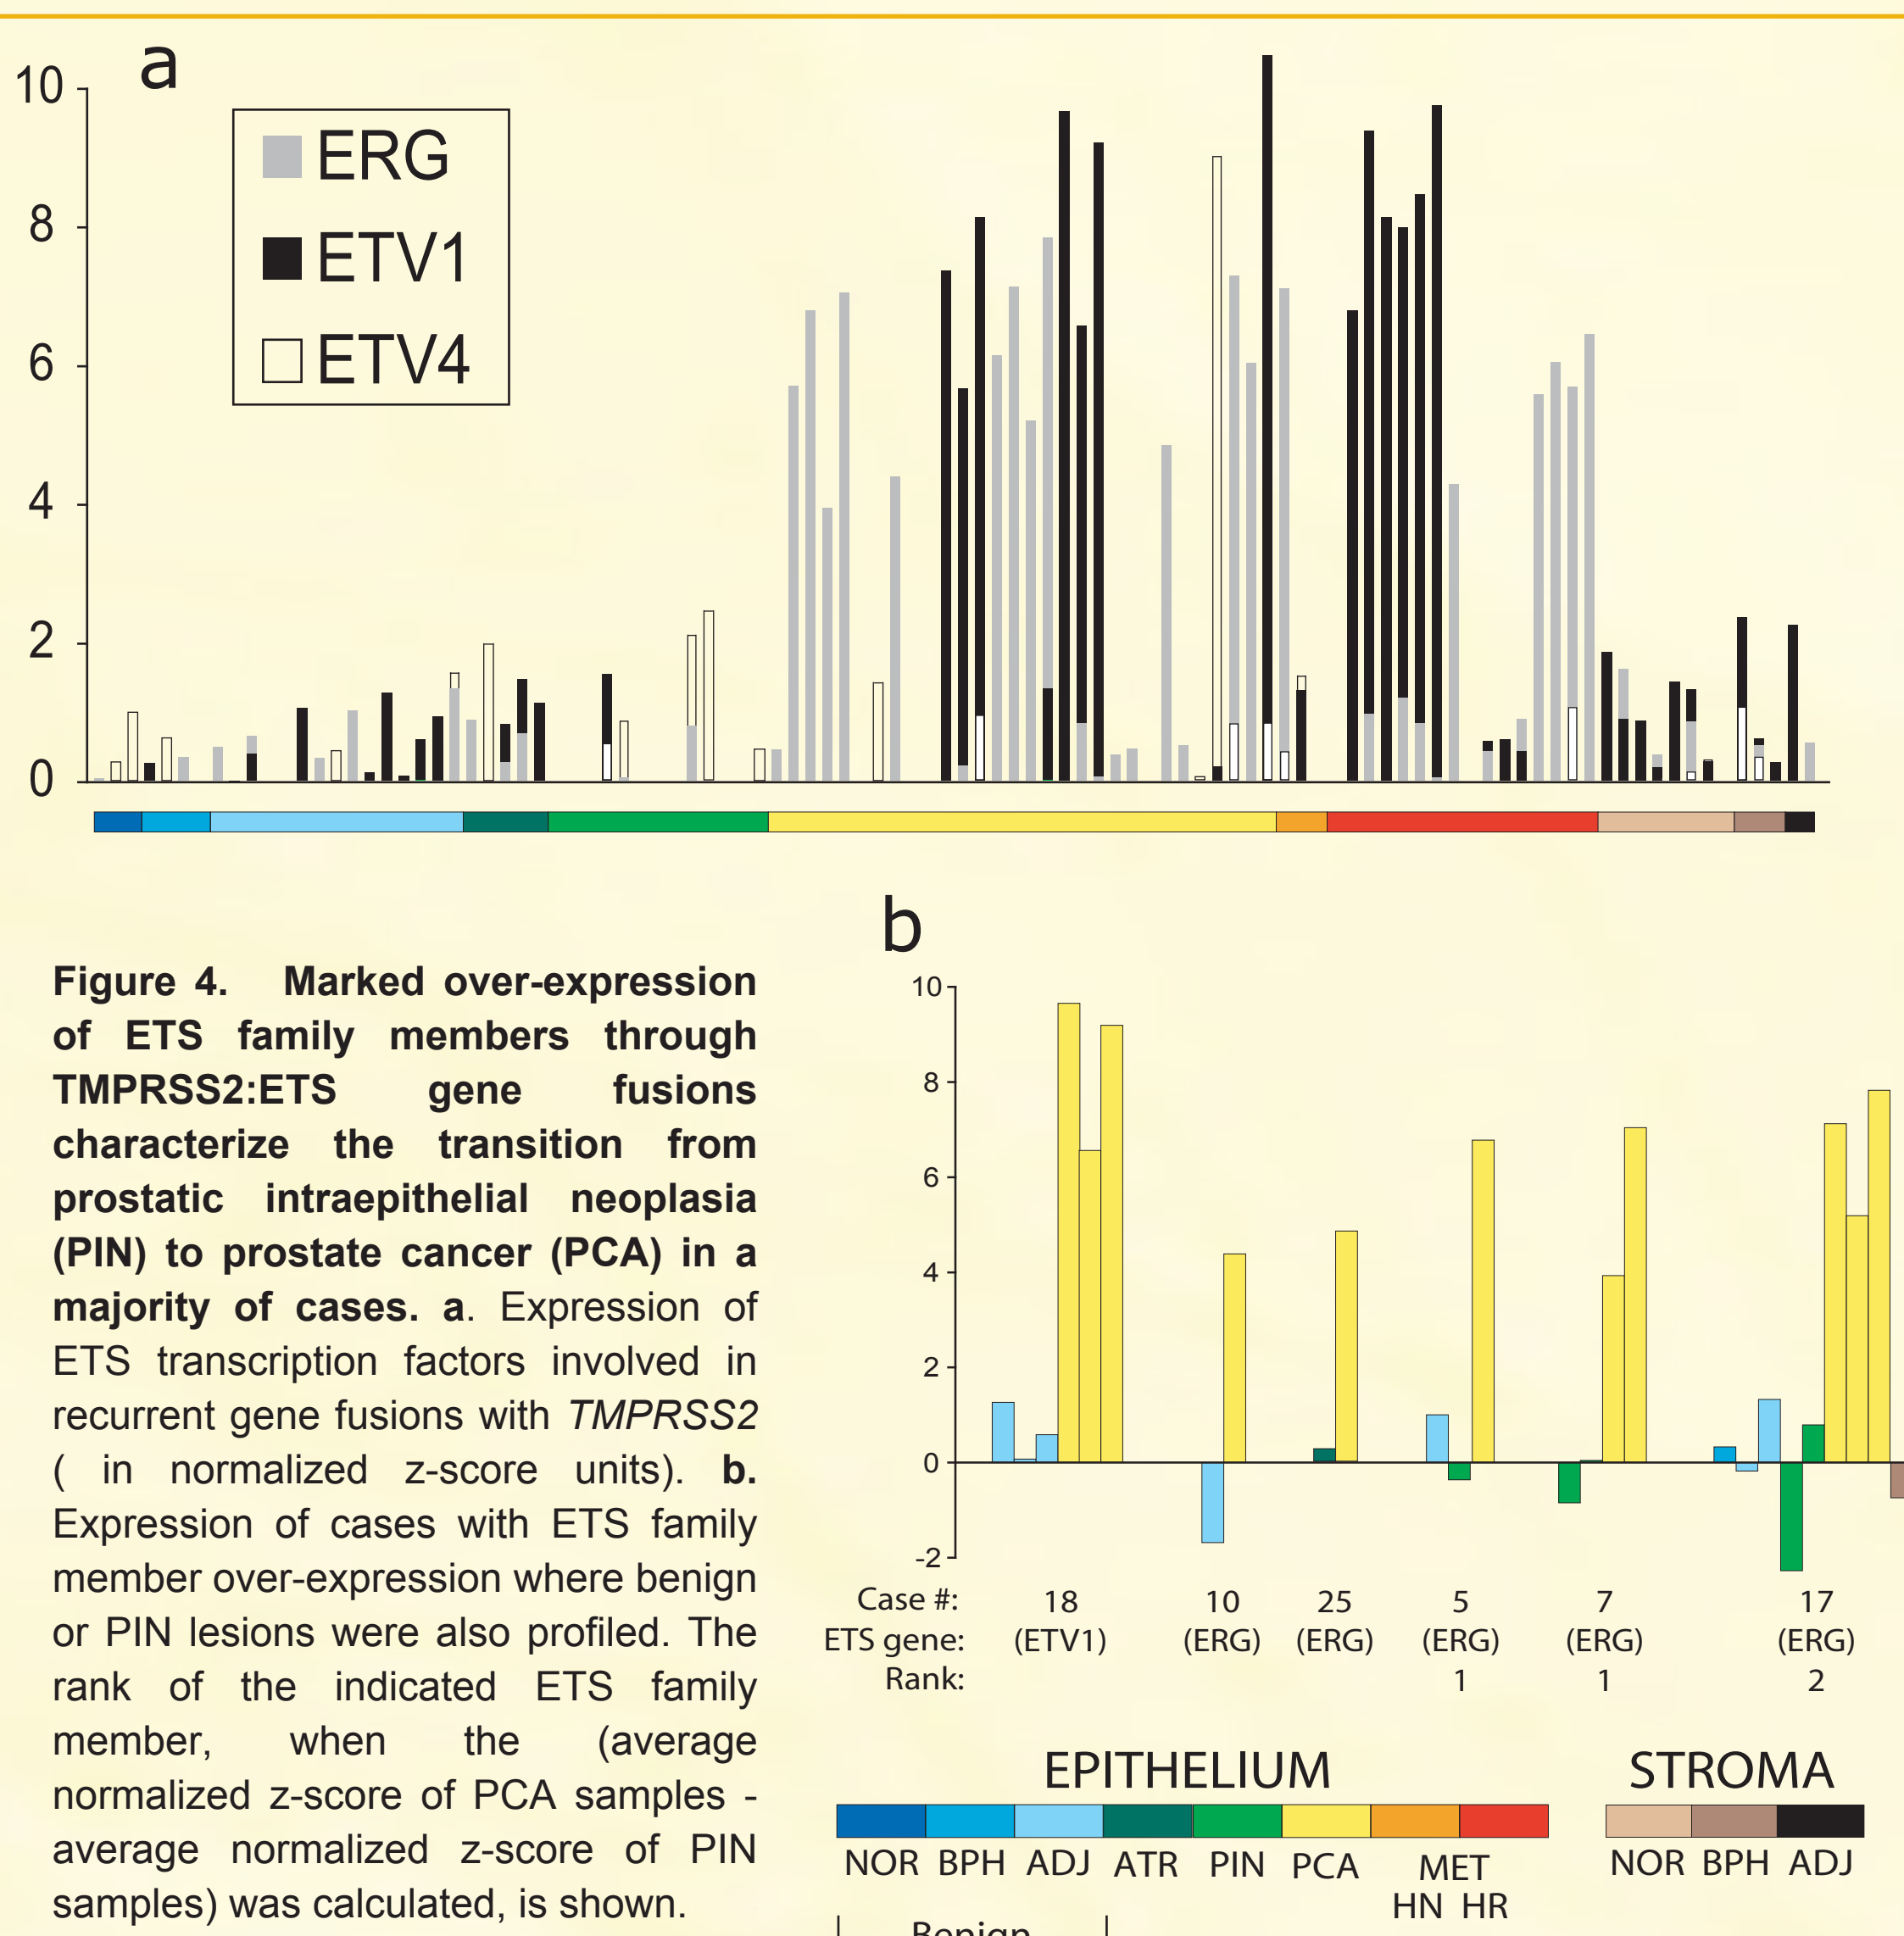 a
10
8
6
4
2
0
ERG
ETV1
ETV4
Figure 4. Marked over-expression
of ETS family members through
TMPRSS2:ETS gene fusions
characterize the transition from
prostatic intraepithelial neoplasia
(PIN) to prostate cancer (PCA) in a
majority of cases. a. Expression of
ETS transcription factors involved in
recurrent gene fusions with TMPRSS2
( in normalized z-score units). b.
Expression of cases with ETS family
member over-expression where benign
or PIN lesions were also profiled. The
rank of the indicated ETS family
member, when the (average
normalized z-score of PCA samples -
average normalized z-score of PIN
samples) was calculated, is shown.
b
10
8
6
4
2
0
-2
Case #: 18 10 25 5 7 17
ETS gene: (ETV1) (ERG) (ERG) (ERG) (ERG) (ERG)
Rank: 1 1 2
EPITHELIUM STROMA
NOR BPH ADJ ATR PIN PCA MET NOR BPH ADJ
HN HR
Benign